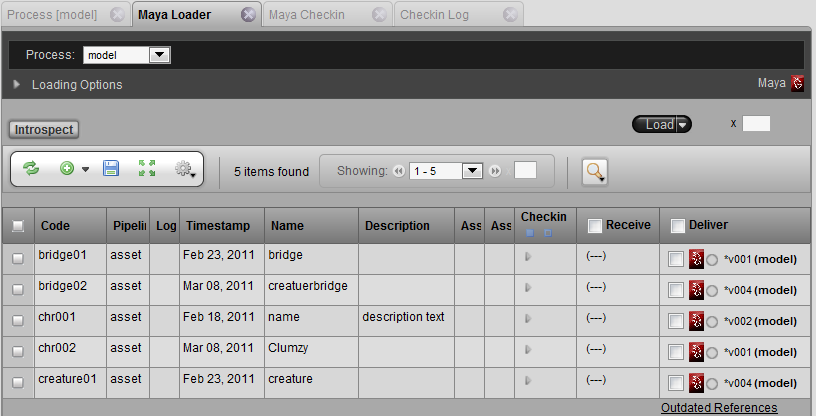 Process [model] Maya Loader Maya Checkin Checkin Log
Process: model
Loading Options Maya
Introspect Load x
5 items found Showing: 1 - 5 x
Code Pipelin Log Timestamp Name Description Ass Ass Checkin Receive Deliver
bridge01 asset Feb 23, 2011 bridge (---) *v001 (model)
bridge02 asset Mar 08, 2011 creatuerbridge (---) *v004 (model)
chr001 asset Feb 18, 2011 name description text (---) *v002 (model)
chr002 asset Mar 08, 2011 Clumzy (---) *v001 (model)
creature01 asset Feb 23, 2011 creature (---) *v004 (model)
Outdated References